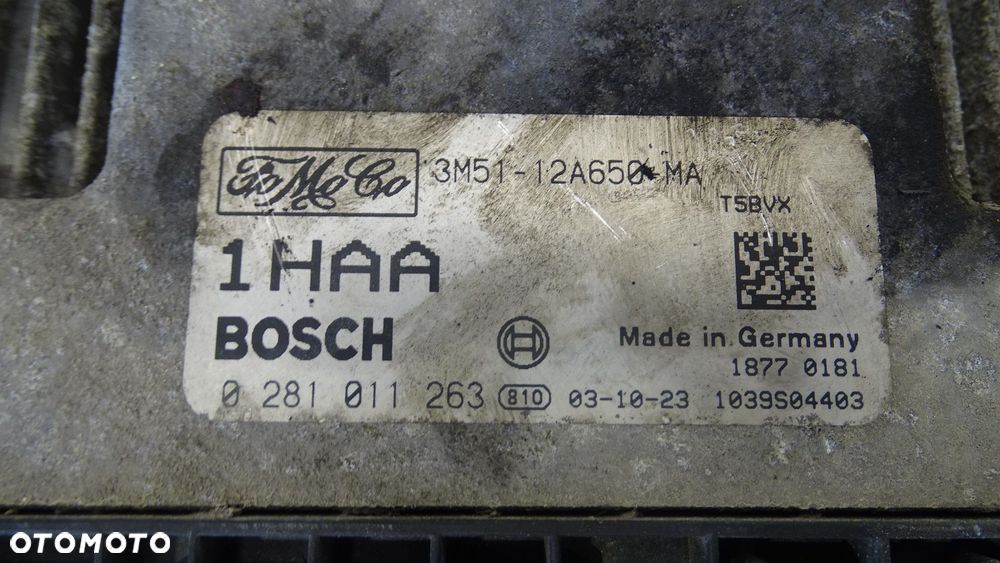 FoMoCo 3M51-12A650-MA
T5BVX
1HAA
BOSCH Made in Germany
1877 0181
0 281 011 263 810 03-10-23 1039S04403
OTOMOTO